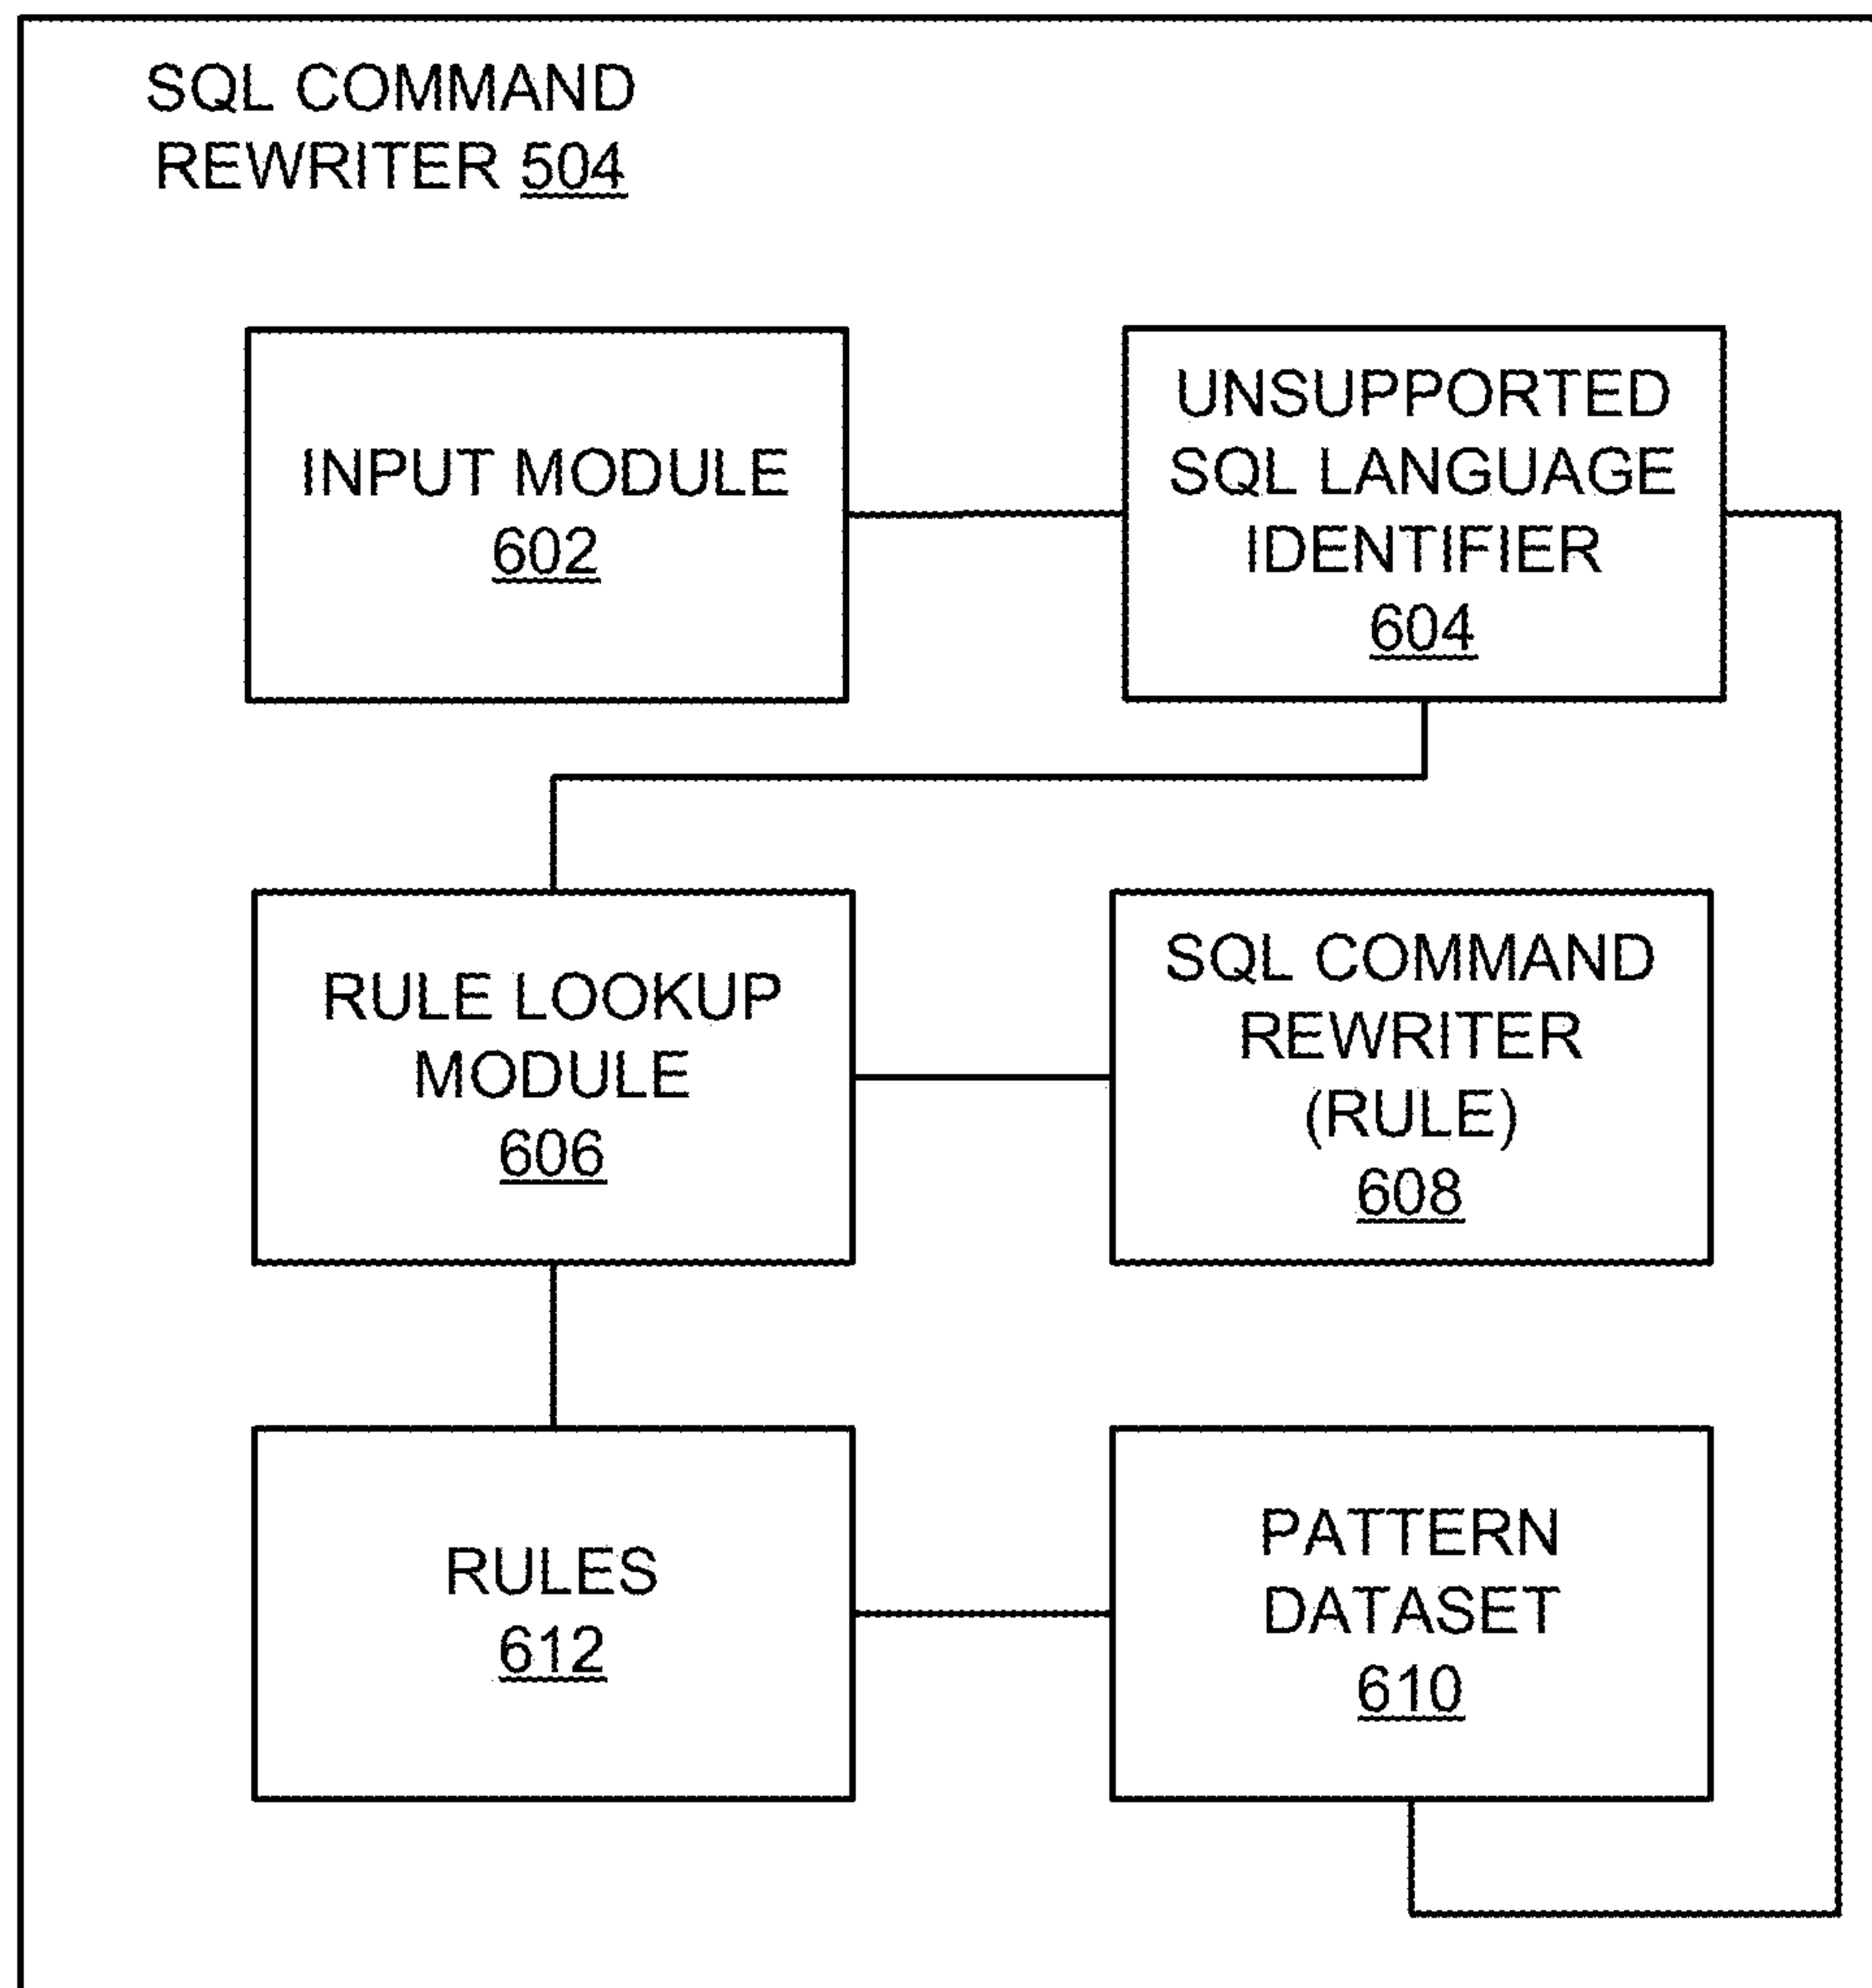 SQL COMMAND
REWRITER 504
INPUT MODULE
602
UNSUPPORTED
SQL LANGUAGE
IDENTIFIER
604
RULE LOOKUP
MODULE
606
SQL COMMAND
REWRITER
(RULE)
608
RULES
612
PATTERN
DATASET
610